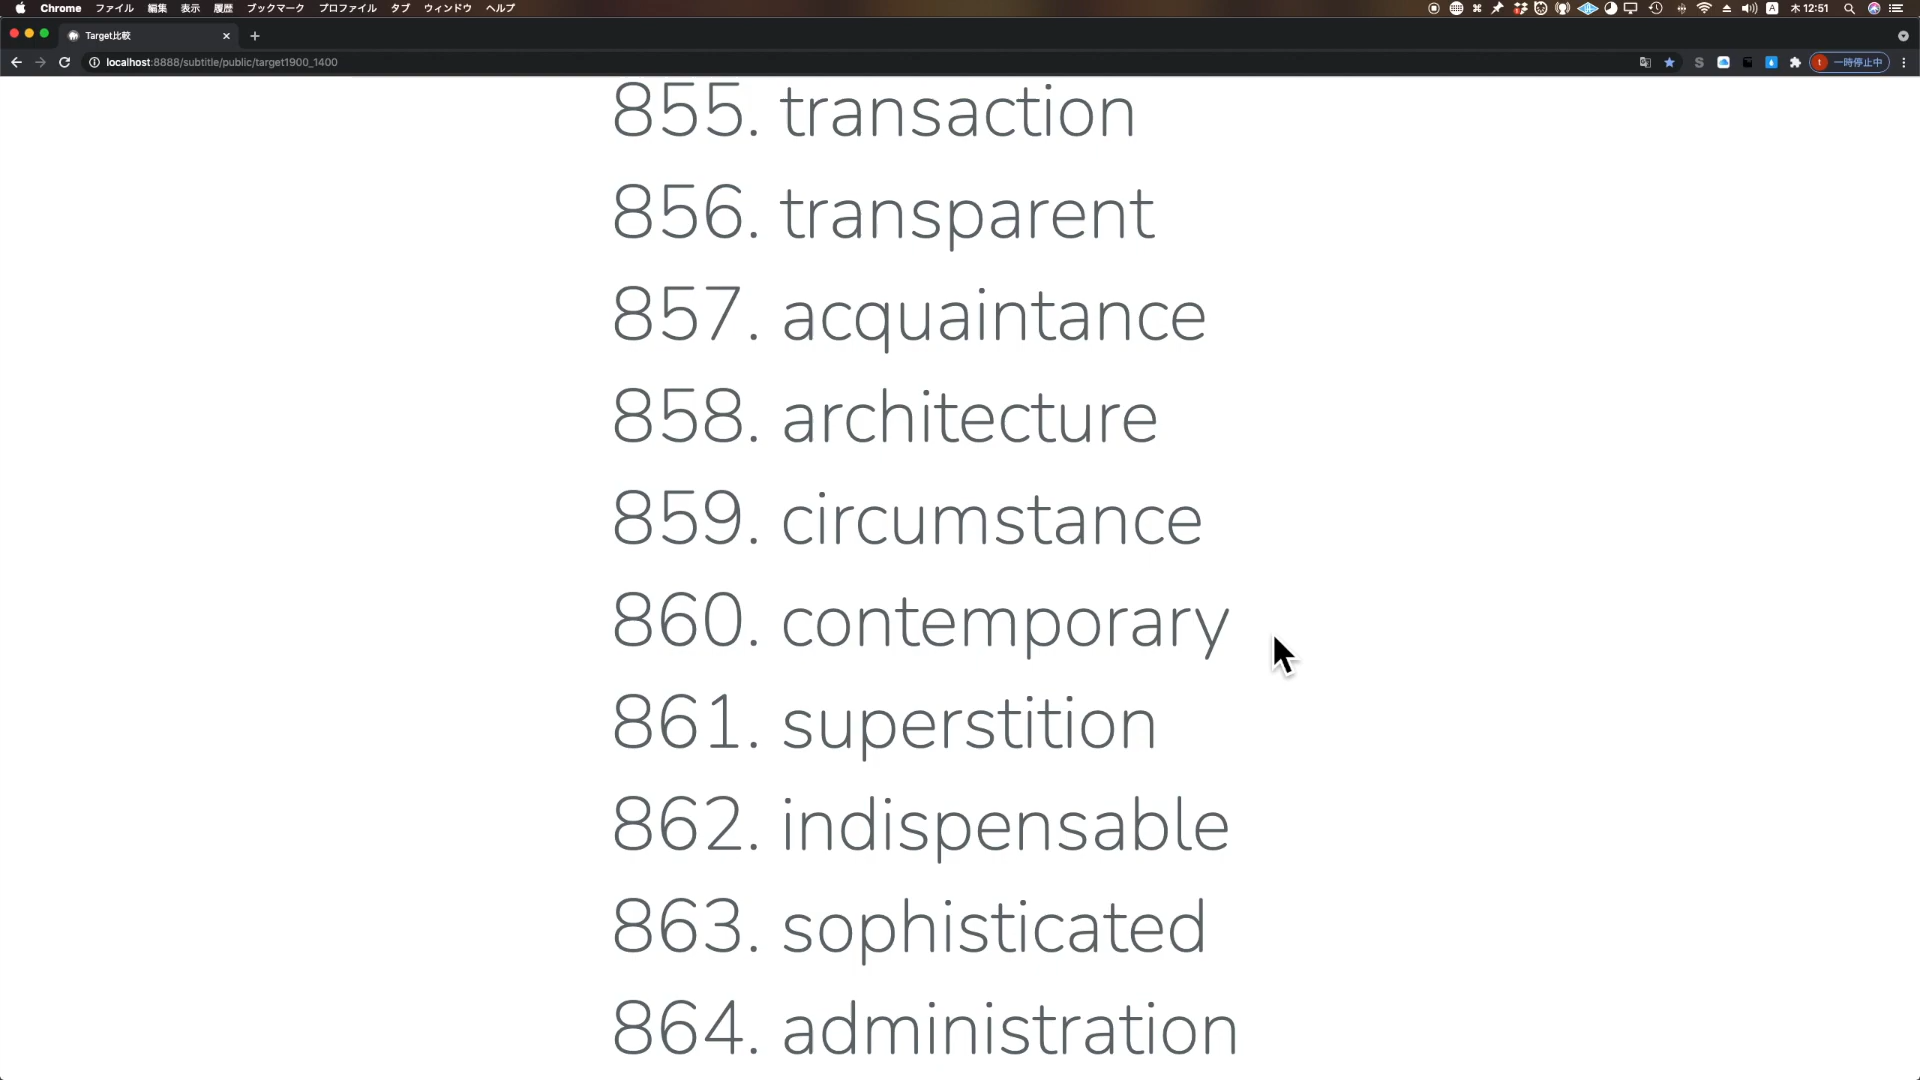 Chrome ファイル 編集 表示 履歴 ブックマーク プロファイル タブ ウィンドウ ヘルプ
木 12:51
Target比較
localhost:8888/subtitle/public/target1900_1400
一時停止中
855. transaction
856. transparent
857. acquaintance
858. architecture
859. circumstance
860. contemporary
861. superstition
862. indispensable
863. sophisticated
864. administration